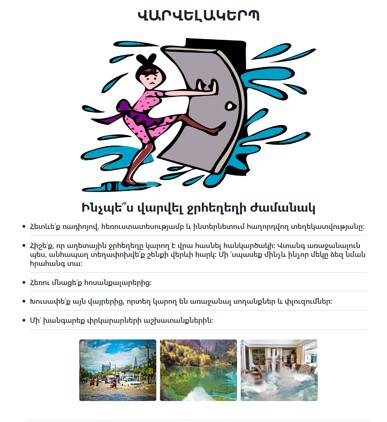 ՎԱՐՎԵԼԱԿԵՐՊ
Ինչպե՞ս վարվել ջրհեղեղի ժամանակ
• Հետևե՛ք ռադիոյով, հեռուստատեսությամբ և ինտերնետում հաղորդվող տեղեկատվությանը:
• Հիշե՛ք, որ աղետային ջրհեղեղը կարող է վրա հասնել հանկարծակի: Վտանգ առաջանալուն
պես, անհապաղ տեղափոխվե՛ք շենքի վերևի հարկ: Մի ՛սպասեք մինչև ինչոր մեկը ձեզ նման
հրահանգ տա:
• Հեռու մնացե՛ք հոսանքալարերից:
• Խուսափե՛ք այն վայրերից, որտեղ կարող են առաջանալ սողանքներ և փլուզումներ:
• Մի՛ խանգարեք փրկարարների աշխատանքներին: